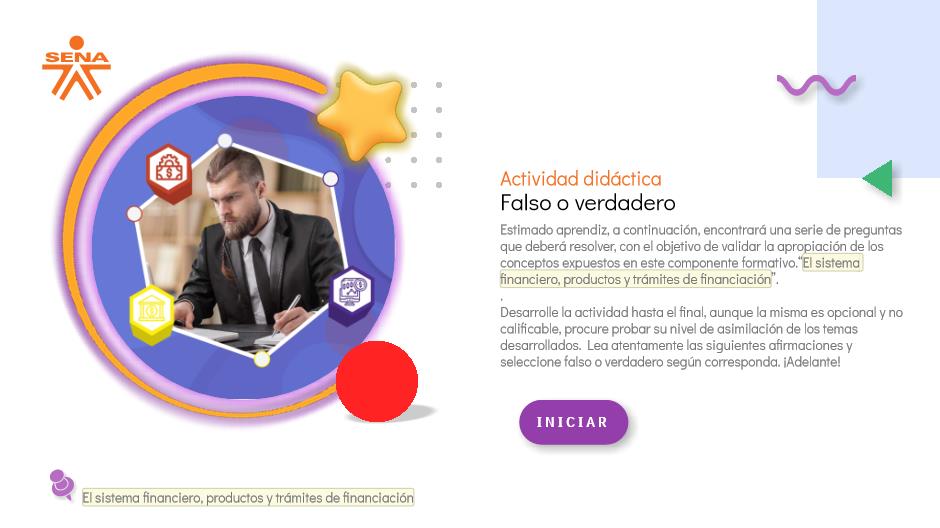 SENA
Actividad didáctica
Falso o verdadero
Estimado aprendiz, a continuación, encontrará una serie de preguntas
que deberá resolver, con el objetivo de validar la apropiación de los
conceptos expuestos en este componente formativo.“El sistema
financiero, productos y trámites de financiación”.
.
Desarrolle la actividad hasta el final, aunque la misma es opcional y no
calificable, procure probar su nivel de asimilación de los temas
desarrollados. Lea atentamente las siguientes afirmaciones y
seleccione falso o verdadero según corresponda. ¡Adelante!
INICIAR
El sistema financiero, productos y trámites de financiación